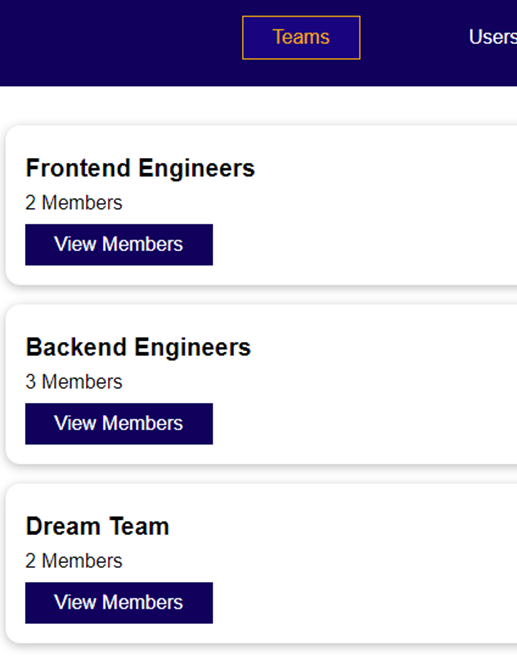 Teams Users
Frontend Engineers
2 Members
View Members
Backend Engineers
3 Members
View Members
Dream Team
2 Members
View Members